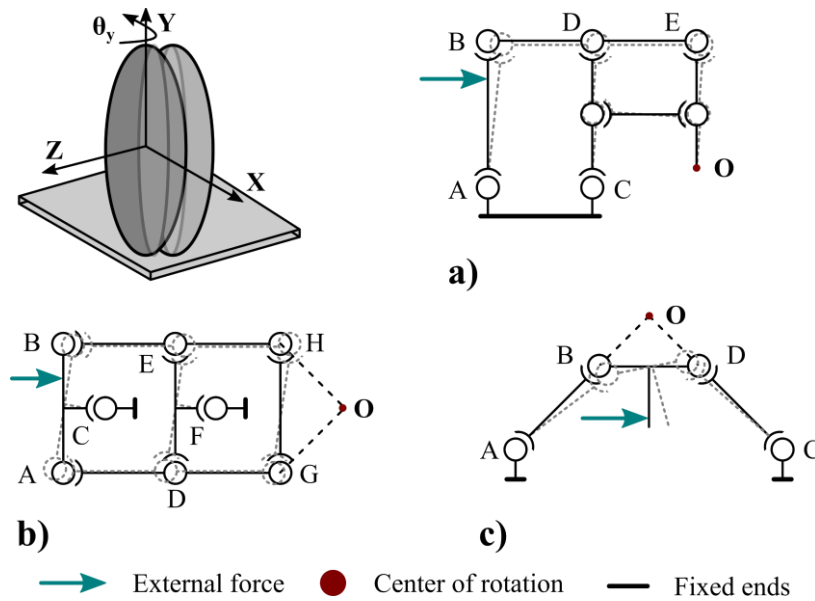 θy
Y
Z
X
B
D
E
A
C
O
a)
B
E
H
C
F
O
A
D
G
b)
O
B
D
A
C
c)
External force
Center of rotation
Fixed ends